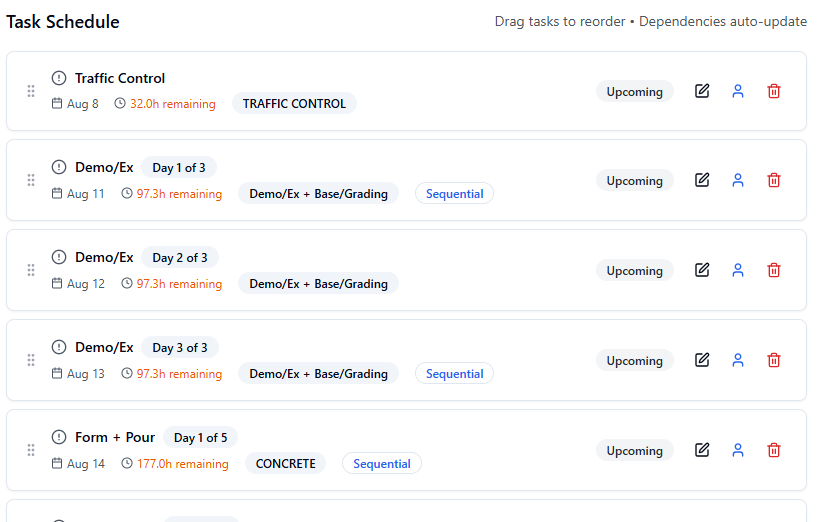 Task Schedule
Drag tasks to reorder • Dependencies auto-update
Traffic Control
Aug 8 32.0h remaining TRAFFIC CONTROL
Upcoming
Demo/Ex Day 1 of 3
Aug 11 97.3h remaining Demo/Ex + Base/Grading Sequential
Upcoming
Demo/Ex Day 2 of 3
Aug 12 97.3h remaining Demo/Ex + Base/Grading
Upcoming
Demo/Ex Day 3 of 3
Aug 13 97.3h remaining Demo/Ex + Base/Grading Sequential
Upcoming
Form + Pour Day 1 of 5
Aug 14 177.0h remaining CONCRETE Sequential
Upcoming